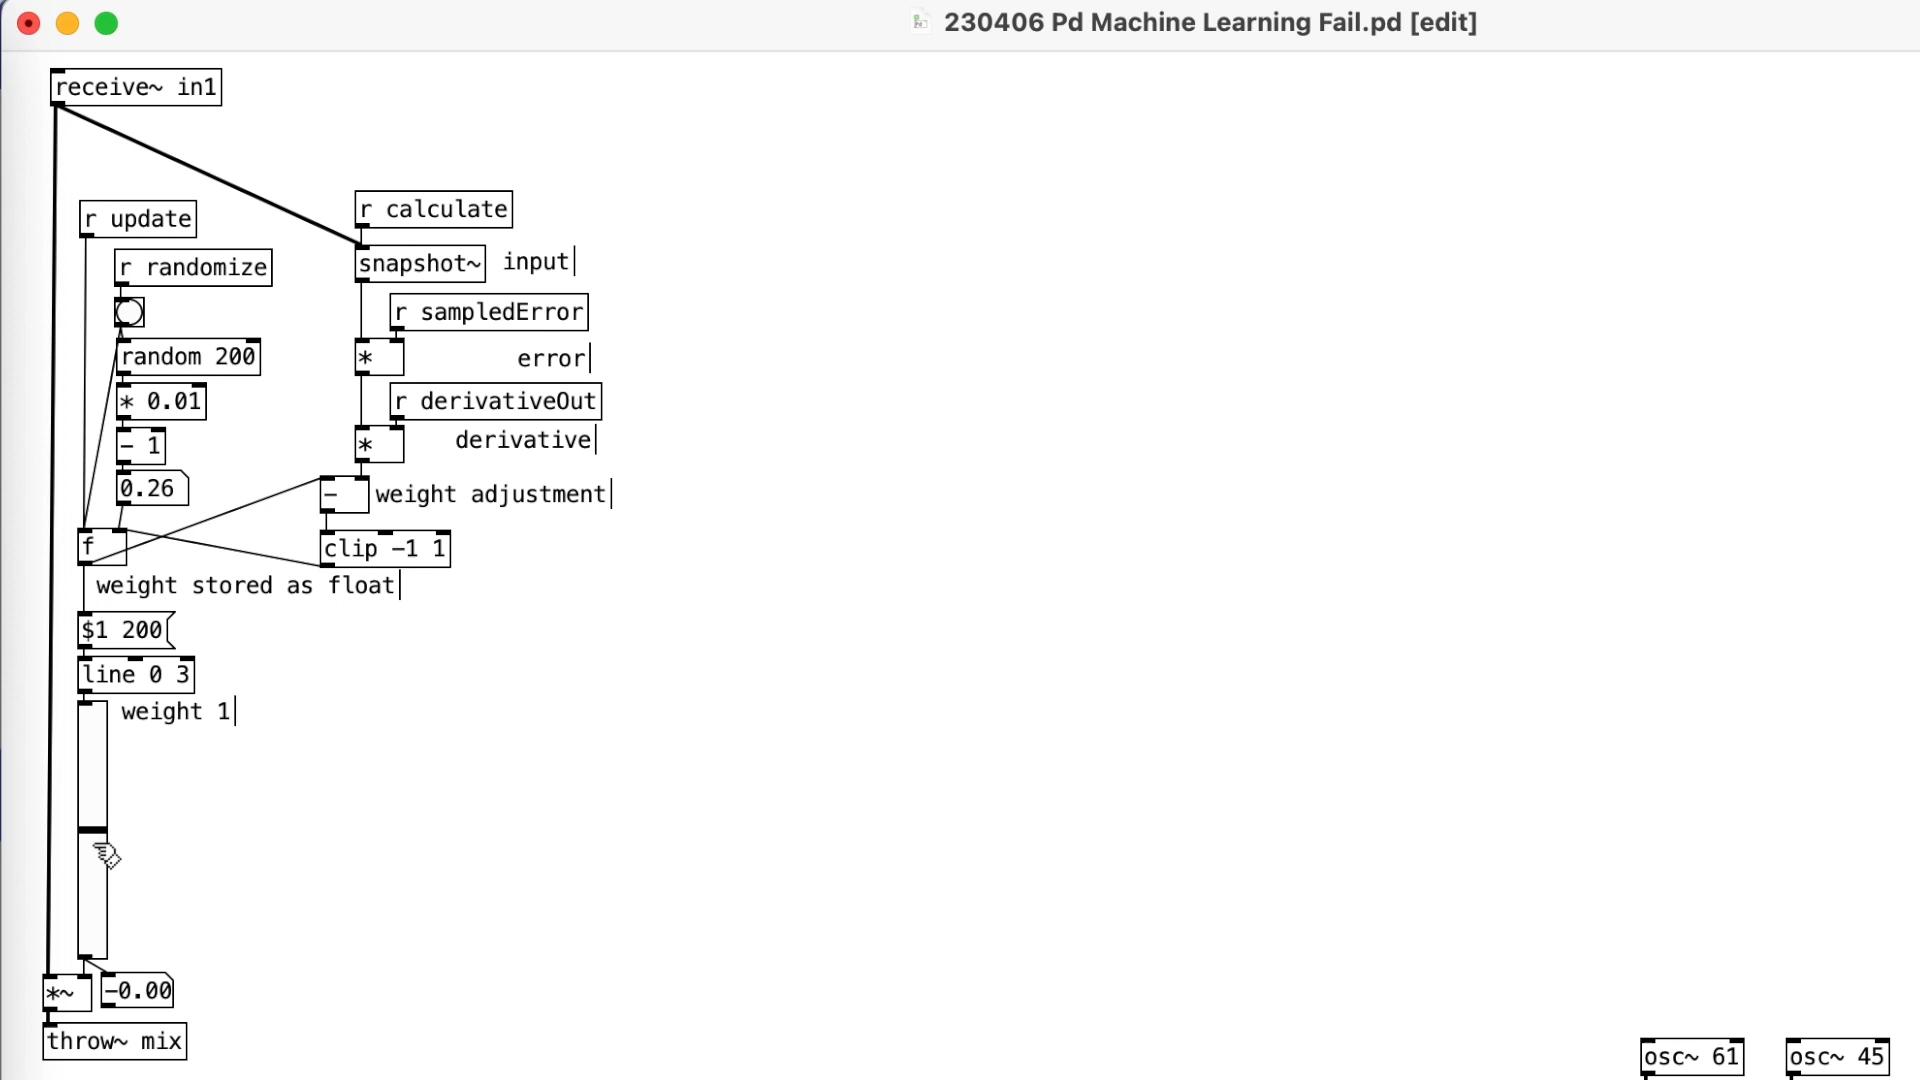 230406 Pd Machine Learning Fail.pd [edit]
receive~ in1
r update
r randomize
random 200
* 0.01
- 1
0.26
f
weight stored as float
$1 200
line 0 3
weight 1
r calculate
snapshot~ input
r sampledError
* error
r derivativeOut
* derivative
- weight adjustment
clip -1 1
*~ -0.00
throw~ mix
osc~ 61 osc~ 45